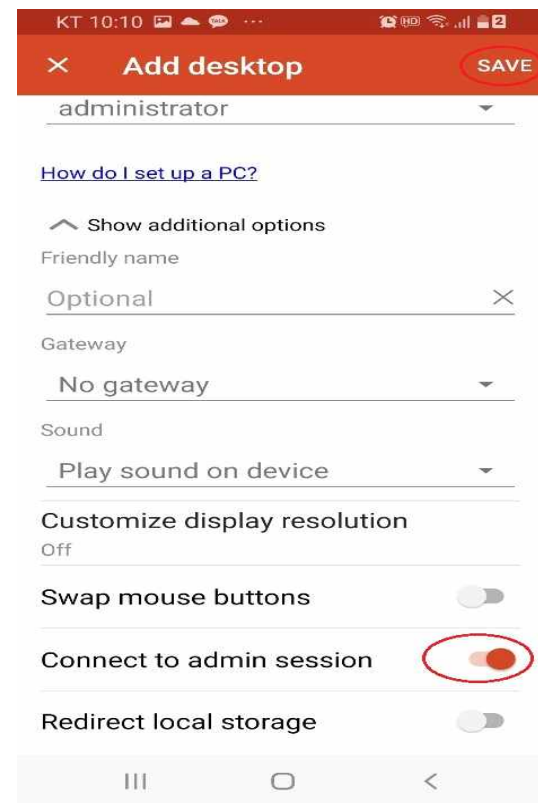 KT 10:10 ...
Add desktop SAVE
administrator
How do I set up a PC?
Show additional options
Friendly name
Optional
Gateway
No gateway
Sound
Play sound on device
Customize display resolution
Off
Swap mouse buttons
Connect to admin session
Redirect local storage